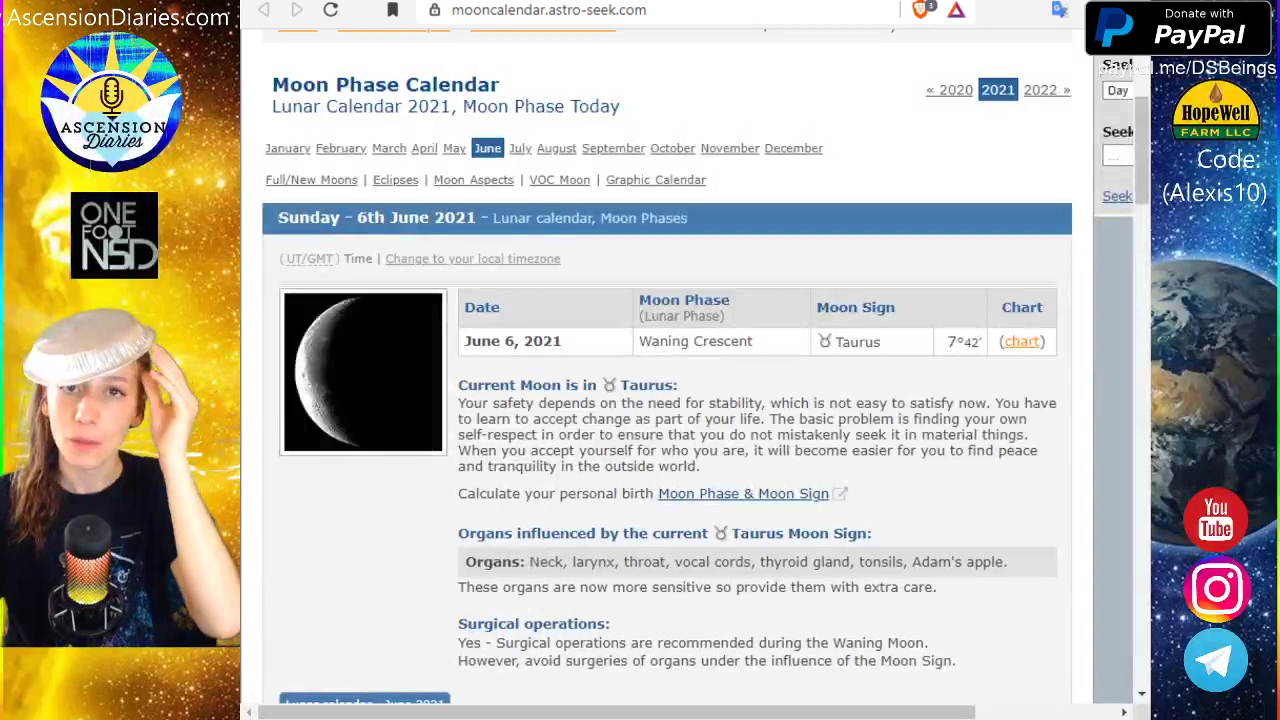 AscensionDiaries.com
ASCENSION
Diaries
ONE
FOOT
NSD
mooncalendar.astro-seek.com
Moon Phase Calendar
Lunar Calendar 2021, Moon Phase Today
« 2020 2021 2022 »
January February March April May June July August September October November December
Full/New Moons | Eclipses | Moon Aspects | VOC Moon | Graphic Calendar
Sunday - 6th June 2021 - Lunar calendar, Moon Phases
(UT/GMT) Time | Change to your local timezone
Date Moon Phase (Lunar Phase) Moon Sign Chart
June 6, 2021 Waning Crescent ♉ Taurus 7°42' (chart)
Current Moon is in ♉ Taurus:
Your safety depends on the need for stability, which is not easy to satisfy now. You have
to learn to accept change as part of your life. The basic problem is finding your own
self-respect in order to ensure that you do not mistakenly seek it in material things.
When you accept yourself for who you are, it will become easier for you to find peace
and tranquility in the outside world.
Calculate your personal birth Moon Phase & Moon Sign
Organs influenced by the current ♉ Taurus Moon Sign:
Organs: Neck, larynx, throat, vocal cords, thyroid gland, tonsils, Adam's apple.
These organs are now more sensitive so provide them with extra care.
Surgical operations:
Yes - Surgical operations are recommended during the Waning Moon.
However, avoid surgeries of organs under the influence of the Moon Sign.
Lunar calendar - June 2021
Day
Seek
...
Seek
Donate with
PayPal
paypal.me/DSBeings
HopeWell
FARM LLC
Code:
(Alexis10)
You
Tube